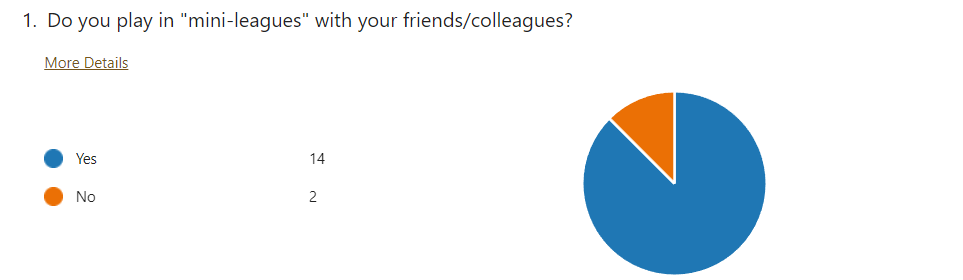 1. Do you play in "mini-leagues" with your friends/colleagues?
More Details
Yes 14
No 2